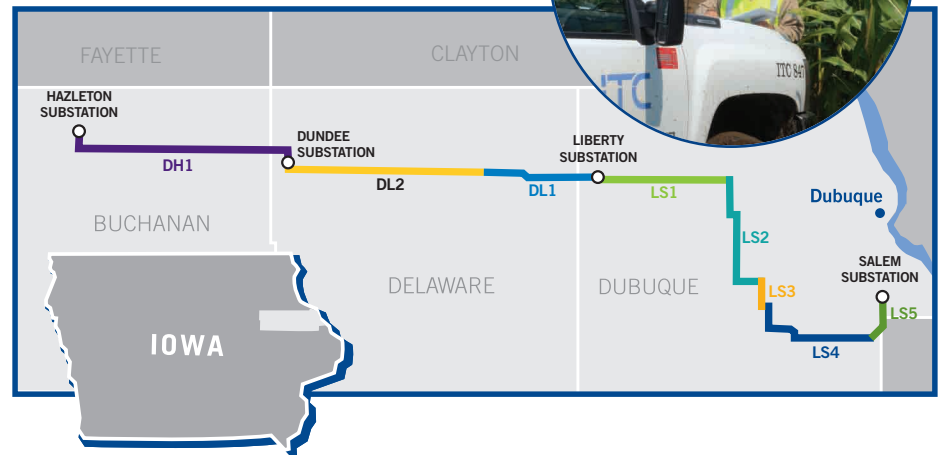 FAYETTE
CLAYTON
ITC 847
ITC
HAZLETON
SUBSTATION
DUNDEE
SUBSTATION
LIBERTY
SUBSTATION
DH1
DL2
DL1
LS1
Dubuque
BUCHANAN
LS2
SALEM
SUBSTATION
DELAWARE
DUBUQUE
LS3
LS5
IOWA
LS4